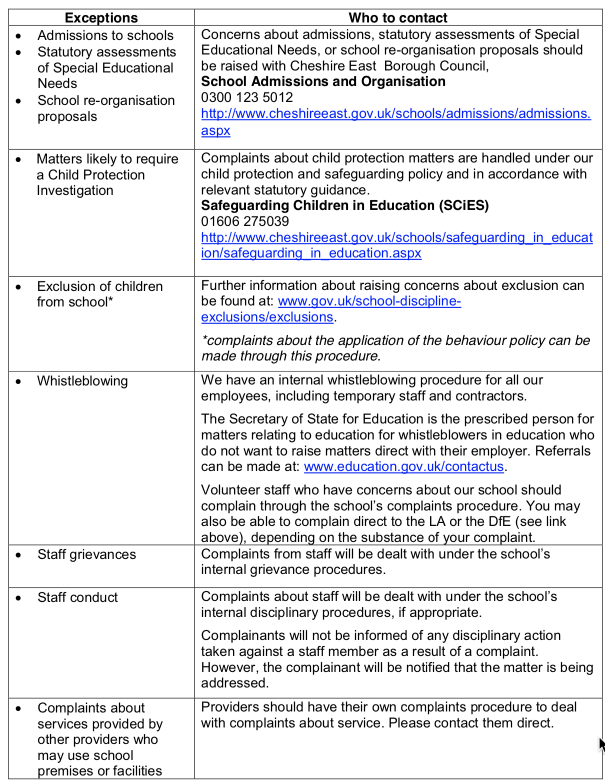 Exceptions
Who to contact
• Admissions to schools
• Statutory assessments
of Special Educational
Needs
• School re-organisation
proposals
Concerns about admissions, statutory assessments of Special
Educational Needs, or school re-organisation proposals should
be raised with Cheshire East  Borough Council,
School Admissions and Organisation
0300 123 5012
http://www.cheshireeast.gov.uk/schools/admissions/admissions.
aspx
• Matters likely to require
a Child Protection
Investigation
Complaints about child protection matters are handled under our
child protection and safeguarding policy and in accordance with
relevant statutory guidance.
Safeguarding Children in Education (SCiES)
01606 275039
http://www.cheshireeast.gov.uk/schools/safeguarding_in_educat
ion/safeguarding_in_education.aspx
• Exclusion of children
from school*
Further information about raising concerns about exclusion can
be found at: www.gov.uk/school-discipline-
exclusions/exclusions.
*complaints about the application of the behaviour policy can be
made through this procedure.
• Whistleblowing
We have an internal whistleblowing procedure for all our
employees, including temporary staff and contractors.
The Secretary of State for Education is the prescribed person for
matters relating to education for whistleblowers in education who
do not want to raise matters direct with their employer. Referrals
can be made at: www.education.gov.uk/contactus.
Volunteer staff who have concerns about our school should
complain through the school's complaints procedure. You may
also be able to complain direct to the LA or the DfE (see link
above), depending on the substance of your complaint.
• Staff grievances
Complaints from staff will be dealt with under the school's
internal grievance procedures.
• Staff conduct
Complaints about staff will be dealt with under the school's
internal disciplinary procedures, if appropriate.
Complainants will not be informed of any disciplinary action
taken against a staff member as a result of a complaint.
However, the complainant will be notified that the matter is being
addressed.
• Complaints about
services provided by
other providers who
may use school
premises or facilities
Providers should have their own complaints procedure to deal
with complaints about service. Please contact them direct.